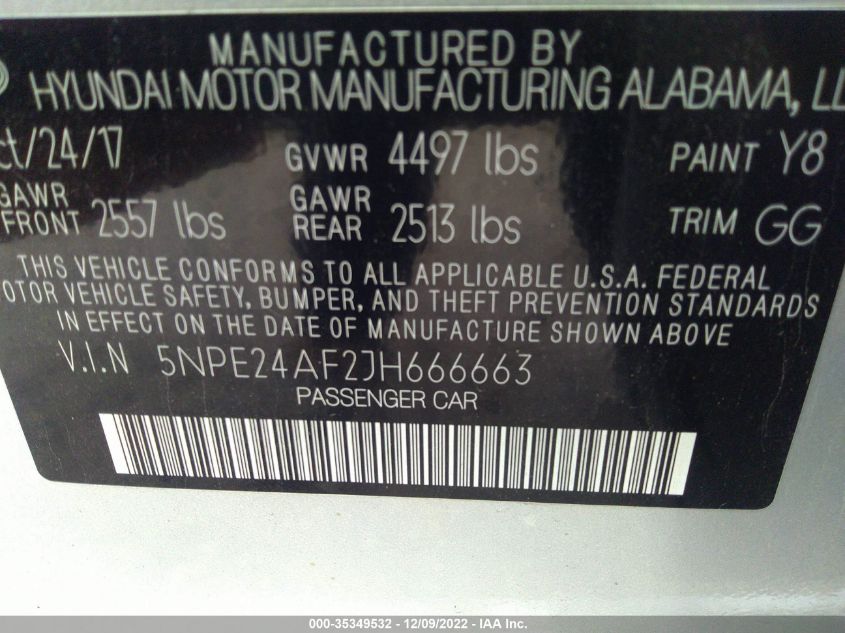 MANUFACTURED BY
HYUNDAI MOTOR MANUFACTURING ALABAMA, LL
ct/24/17 GVWR 4497 lbs PAINT Y8
GAWR FRONT 2557 lbs GAWR REAR 2513 lbs TRIM GG
THIS VEHICLE CONFORMS TO ALL APPLICABLE U.S.A. FEDERAL
OTOR VEHICLE SAFETY, BUMPER, AND THEFT PREVENTION STANDARDS
IN EFFECT ON THE DATE OF MANUFACTURE SHOWN ABOVE
V.I.N 5NPE24AF2JH666663
PASSENGER CAR
000-35349532 - 12/09/2022 - IAA Inc.